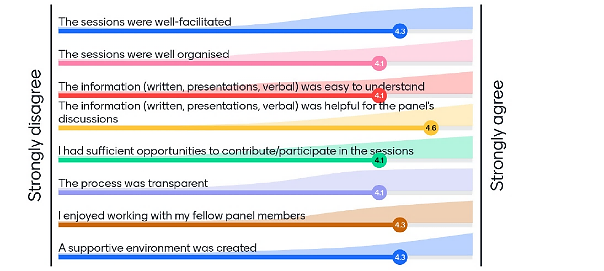 The sessions were well-facilitated
4.3
The sessions were well organised
4.1
The information (written, presentations, verbal) was easy to understand
4.1
The information (written, presentations, verbal) was helpful for the panel's
discussions
4.6
I had sufficient opportunities to contribute/participate in the sessions
4.1
The process was transparent
4.1
I enjoyed working with my fellow panel members
4.3
A supportive environment was created
4.3
Strongly disagree
Strongly agree